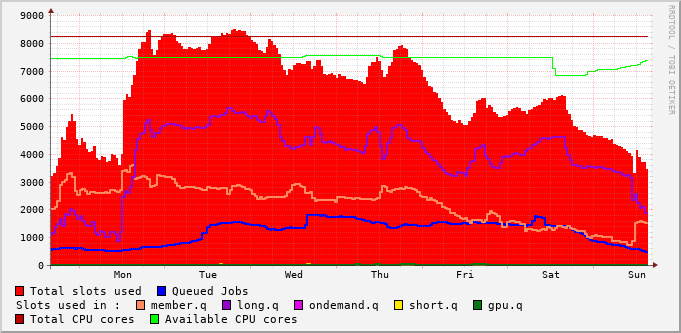 RRDTOOL / TOBI OETIKER
9000
8000
7000
6000
5000
4000
3000
2000
1000
0
Mon Tue Wed Thu Fri Sat Sun
Total slots used Queued Jobs
Slots used in : member.q long.q ondemand.q short.q gpu.q
Total CPU cores Available CPU cores